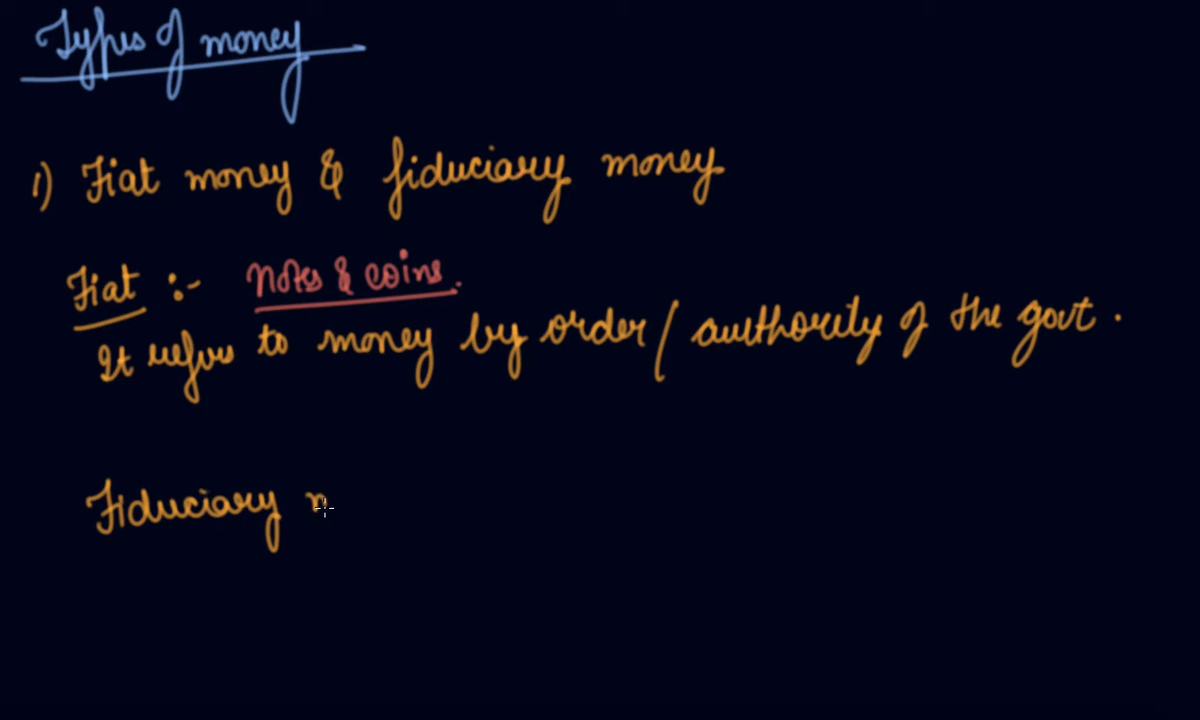 Types of money
1) Fiat money & fiduciary money
Fiat :- Notes & coins.
It refers to money by order/ authority of the govt.
Fiduciary